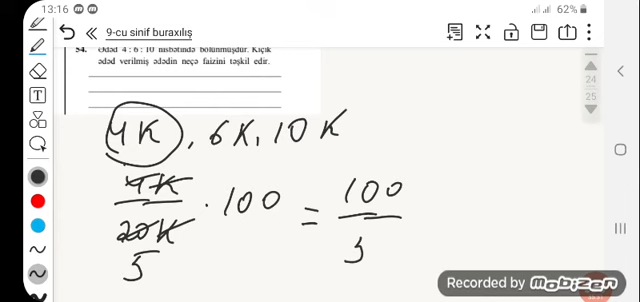 13:16
62%
9-cu sinif buraxılış
54. Ədəd 4 : 6 : 10 nisbətində bölünmüşdür. Kiçik
ədəd verilmiş ədədin neçə faizini təşkil edir.
24
25
4K, 6K, 10K
4K
20K
5
· 100 =
100
5
T
Recorded by Mobizen